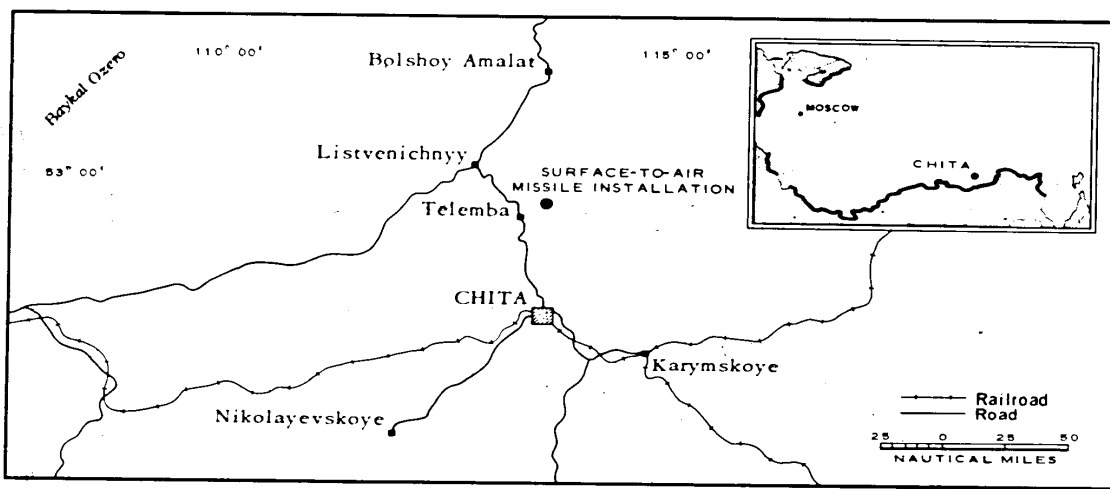 110° 00'
115° 00'
Baykal Ozero
Bolshoy Amalat
MOSCOW
Listvenichnyy
CHITA
53° 00'
SURFACE-TO-AIR
MISSILE INSTALLATION
Telemba
CHITA
Karymskoye
Nikolayevskoye
Railroad
Road
25 0 25 50
NAUTICAL MILES